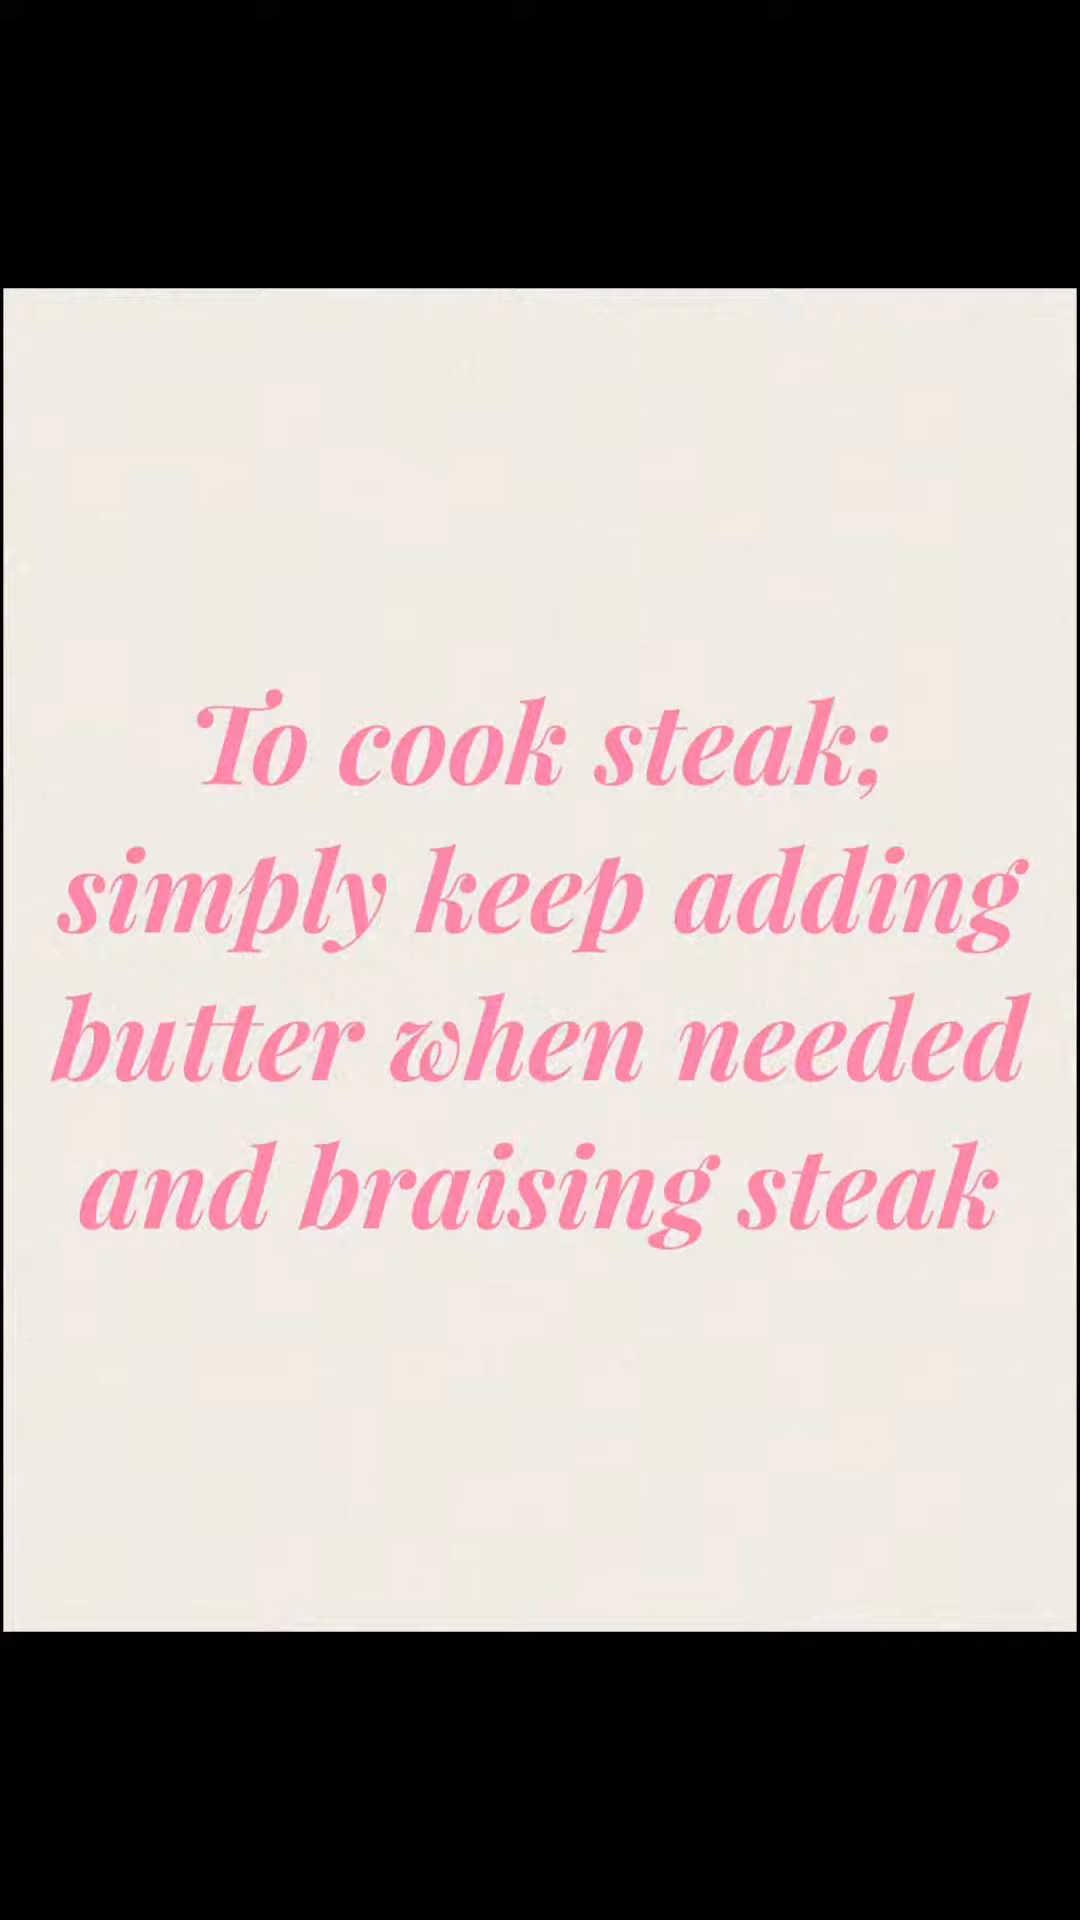 To cook steak;
simply keep adding
butter when needed
and braising steak